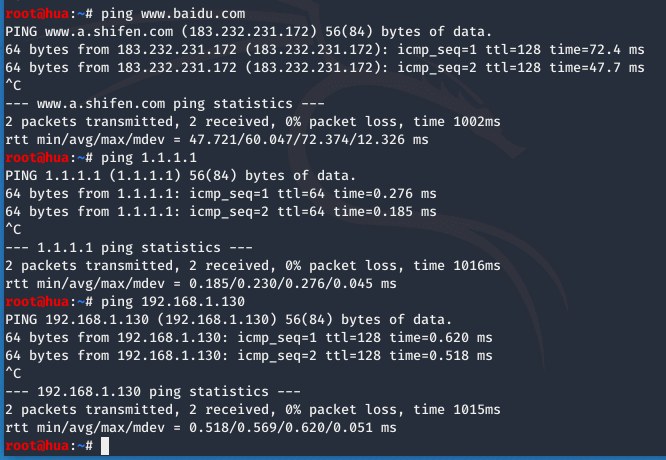 root@hua:~# ping www.baidu.com
PING www.a.shifen.com (183.232.231.172) 56(84) bytes of data.
64 bytes from 183.232.231.172 (183.232.231.172): icmp_seq=1 ttl=128 time=72.4 ms
64 bytes from 183.232.231.172 (183.232.231.172): icmp_seq=2 ttl=128 time=47.7 ms
^C
--- www.a.shifen.com ping statistics ---
2 packets transmitted, 2 received, 0% packet loss, time 1002ms
rtt min/avg/max/mdev = 47.721/60.047/72.374/12.326 ms
root@hua:~# ping 1.1.1.1
PING 1.1.1.1 (1.1.1.1) 56(84) bytes of data.
64 bytes from 1.1.1.1: icmp_seq=1 ttl=64 time=0.276 ms
64 bytes from 1.1.1.1: icmp_seq=2 ttl=64 time=0.185 ms
^C
--- 1.1.1.1 ping statistics ---
2 packets transmitted, 2 received, 0% packet loss, time 1016ms
rtt min/avg/max/mdev = 0.185/0.230/0.276/0.045 ms
root@hua:~# ping 192.168.1.130
PING 192.168.1.130 (192.168.1.130) 56(84) bytes of data.
64 bytes from 192.168.1.130: icmp_seq=1 ttl=128 time=0.620 ms
64 bytes from 192.168.1.130: icmp_seq=2 ttl=128 time=0.518 ms
^C
--- 192.168.1.130 ping statistics ---
2 packets transmitted, 2 received, 0% packet loss, time 1015ms
rtt min/avg/max/mdev = 0.518/0.569/0.620/0.051 ms
root@hua:~#